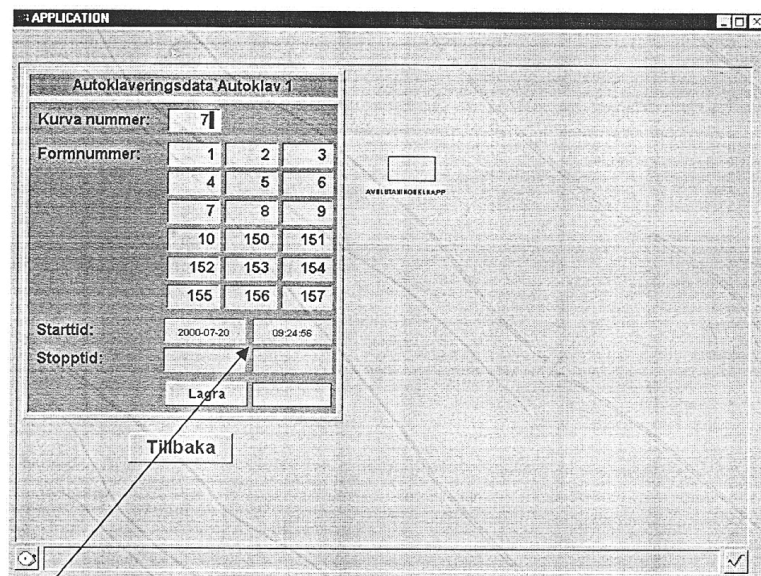 APPLICATION
Autoklaveringsdata Autoklav 1
Kurva nummer: 7
Formnummer: 1 2 3
4 5 6
7 8 9
10 150 151
152 153 154
155 156 157
Starttid: 2000-07-20 09:24:56
Stopptid:
Lagra
Tillbaka